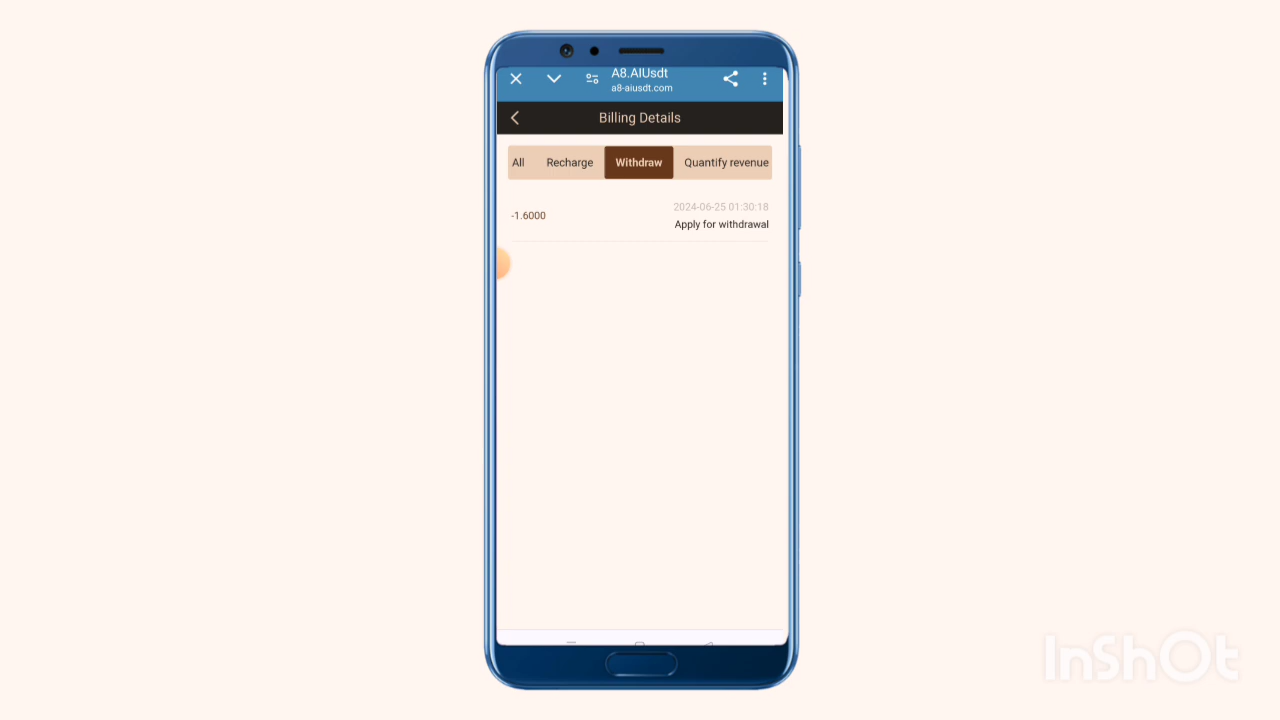 A8.AIUsdt
a8-aiusdt.com
Billing Details
All Recharge Withdraw Quantify revenue
2024-06-25 01:30:18
-1.6000
Apply for withdrawal
InShOt